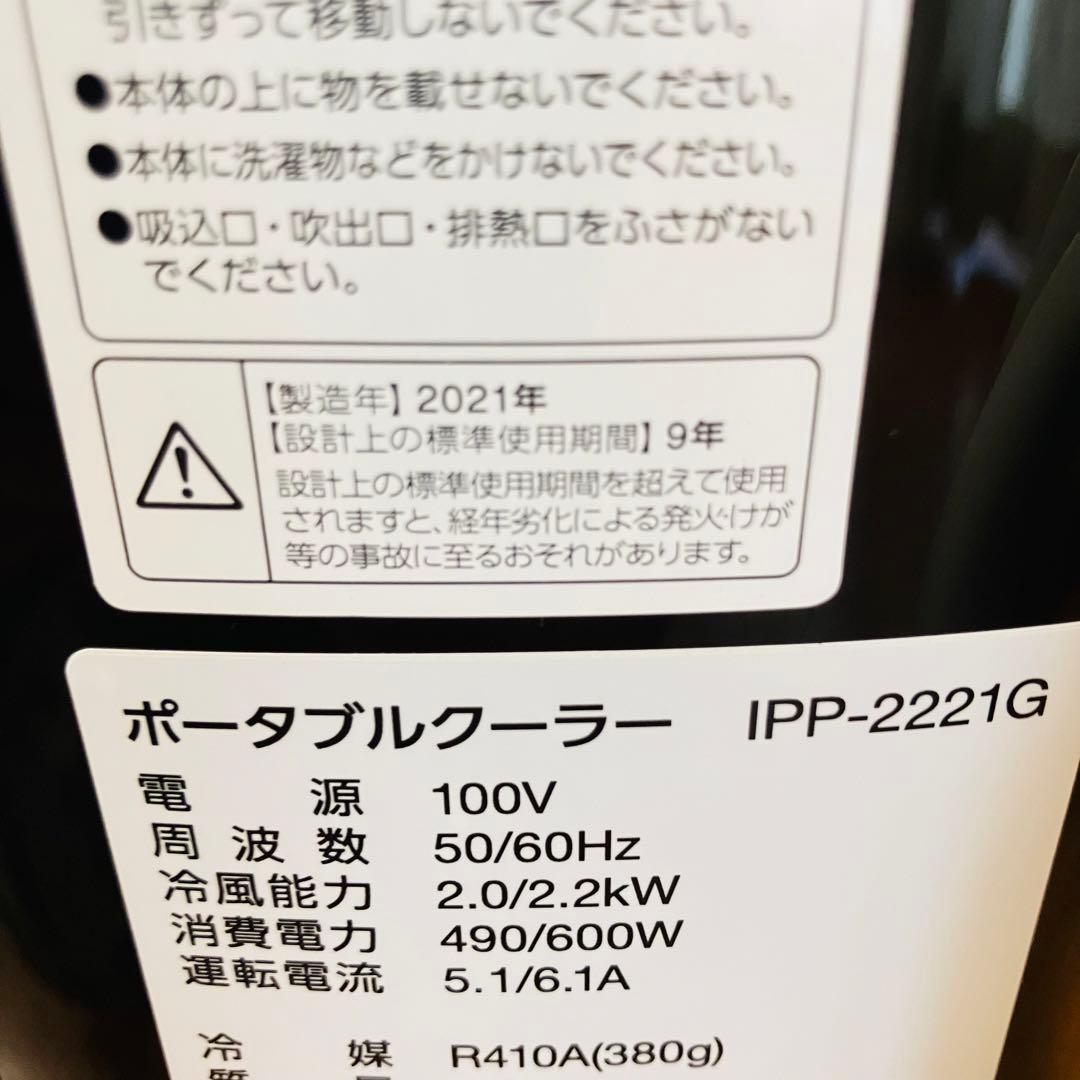 引きずって移動しないでください。
●本体の上に物を載せないでください。
●本体に洗濯物などをかけないでください。
●吸込口・吹出口・排熱口をふさがない
でください。
【製造年】2021年
【設計上の標準使用期間】9年
設計上の標準使用期間を超えて使用
されますと、経年劣化による発火・けが
等の事故に至るおそれがあります。
ポータブルクーラー IPP-2221G
電源 100V
周波数 50/60Hz
冷風能力 2.0/2.2kW
消費電力 490/600W
運転電流 5.1/6.1A
冷媒 R410A(380g)